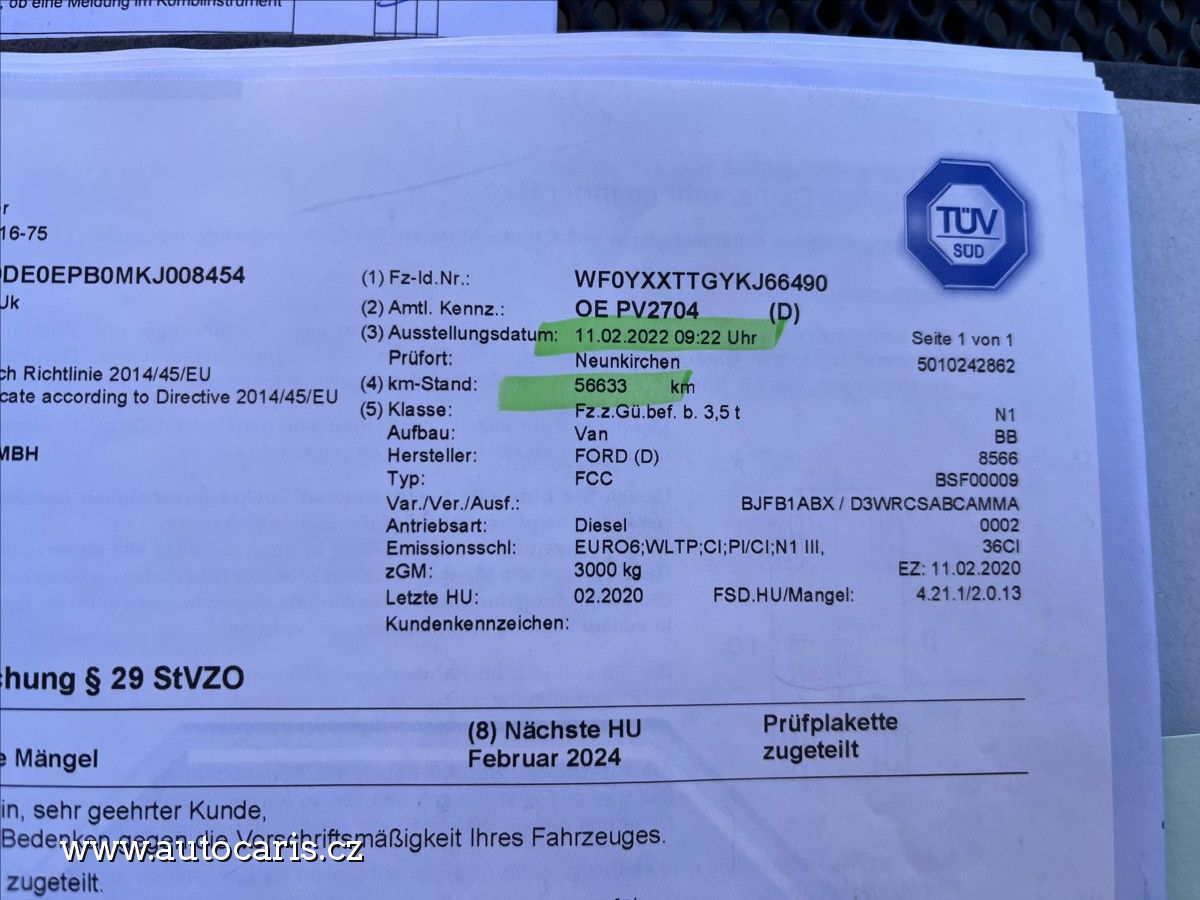 , ob eine Meldung im Kombiinstrument
TÜV
SÜD
r
16-75
DE0EPB0MKJ008454
(1) Fz-Id.Nr.: WF0YXXTTGYKJ66490
Uk
(2) Amtl. Kennz.: OE PV2704 (D)
(3) Ausstellungsdatum: 11.02.2022 09:22 Uhr
Seite 1 von 1
Prüfort: Neunkirchen
5010242862
ch Richtlinie 2014/45/EU
(4) km-Stand: 56633 km
cate according to Directive 2014/45/EU
(5) Klasse: Fz.z.Gü.bef. b. 3,5 t N1
Aufbau: Van BB
MBH
Hersteller: FORD (D) 8566
Typ: FCC BSF00009
Var./Ver./Ausf.: BJFB1ABX / D3WRCSABCAMMA
Antriebsart: Diesel 0002
Emissionsschl: EURO6;WLTP;CI;PI/CI;N1 III, 36CI
zGM: 3000 kg EZ: 11.02.2020
Letzte HU: 02.2020 FSD.HU/Mangel: 4.21.1/2.0.13
Kundenkennzeichen:
chung § 29 StVZO
(8) Nächste HU Prüfplakette
e Mängel Februar 2024 zugeteilt
in, sehr geehrter Kunde,
Bedenken gegen die Vorschriftsmäßigkeit Ihres Fahrzeuges.
www.autocaris.cz
zugeteilt.